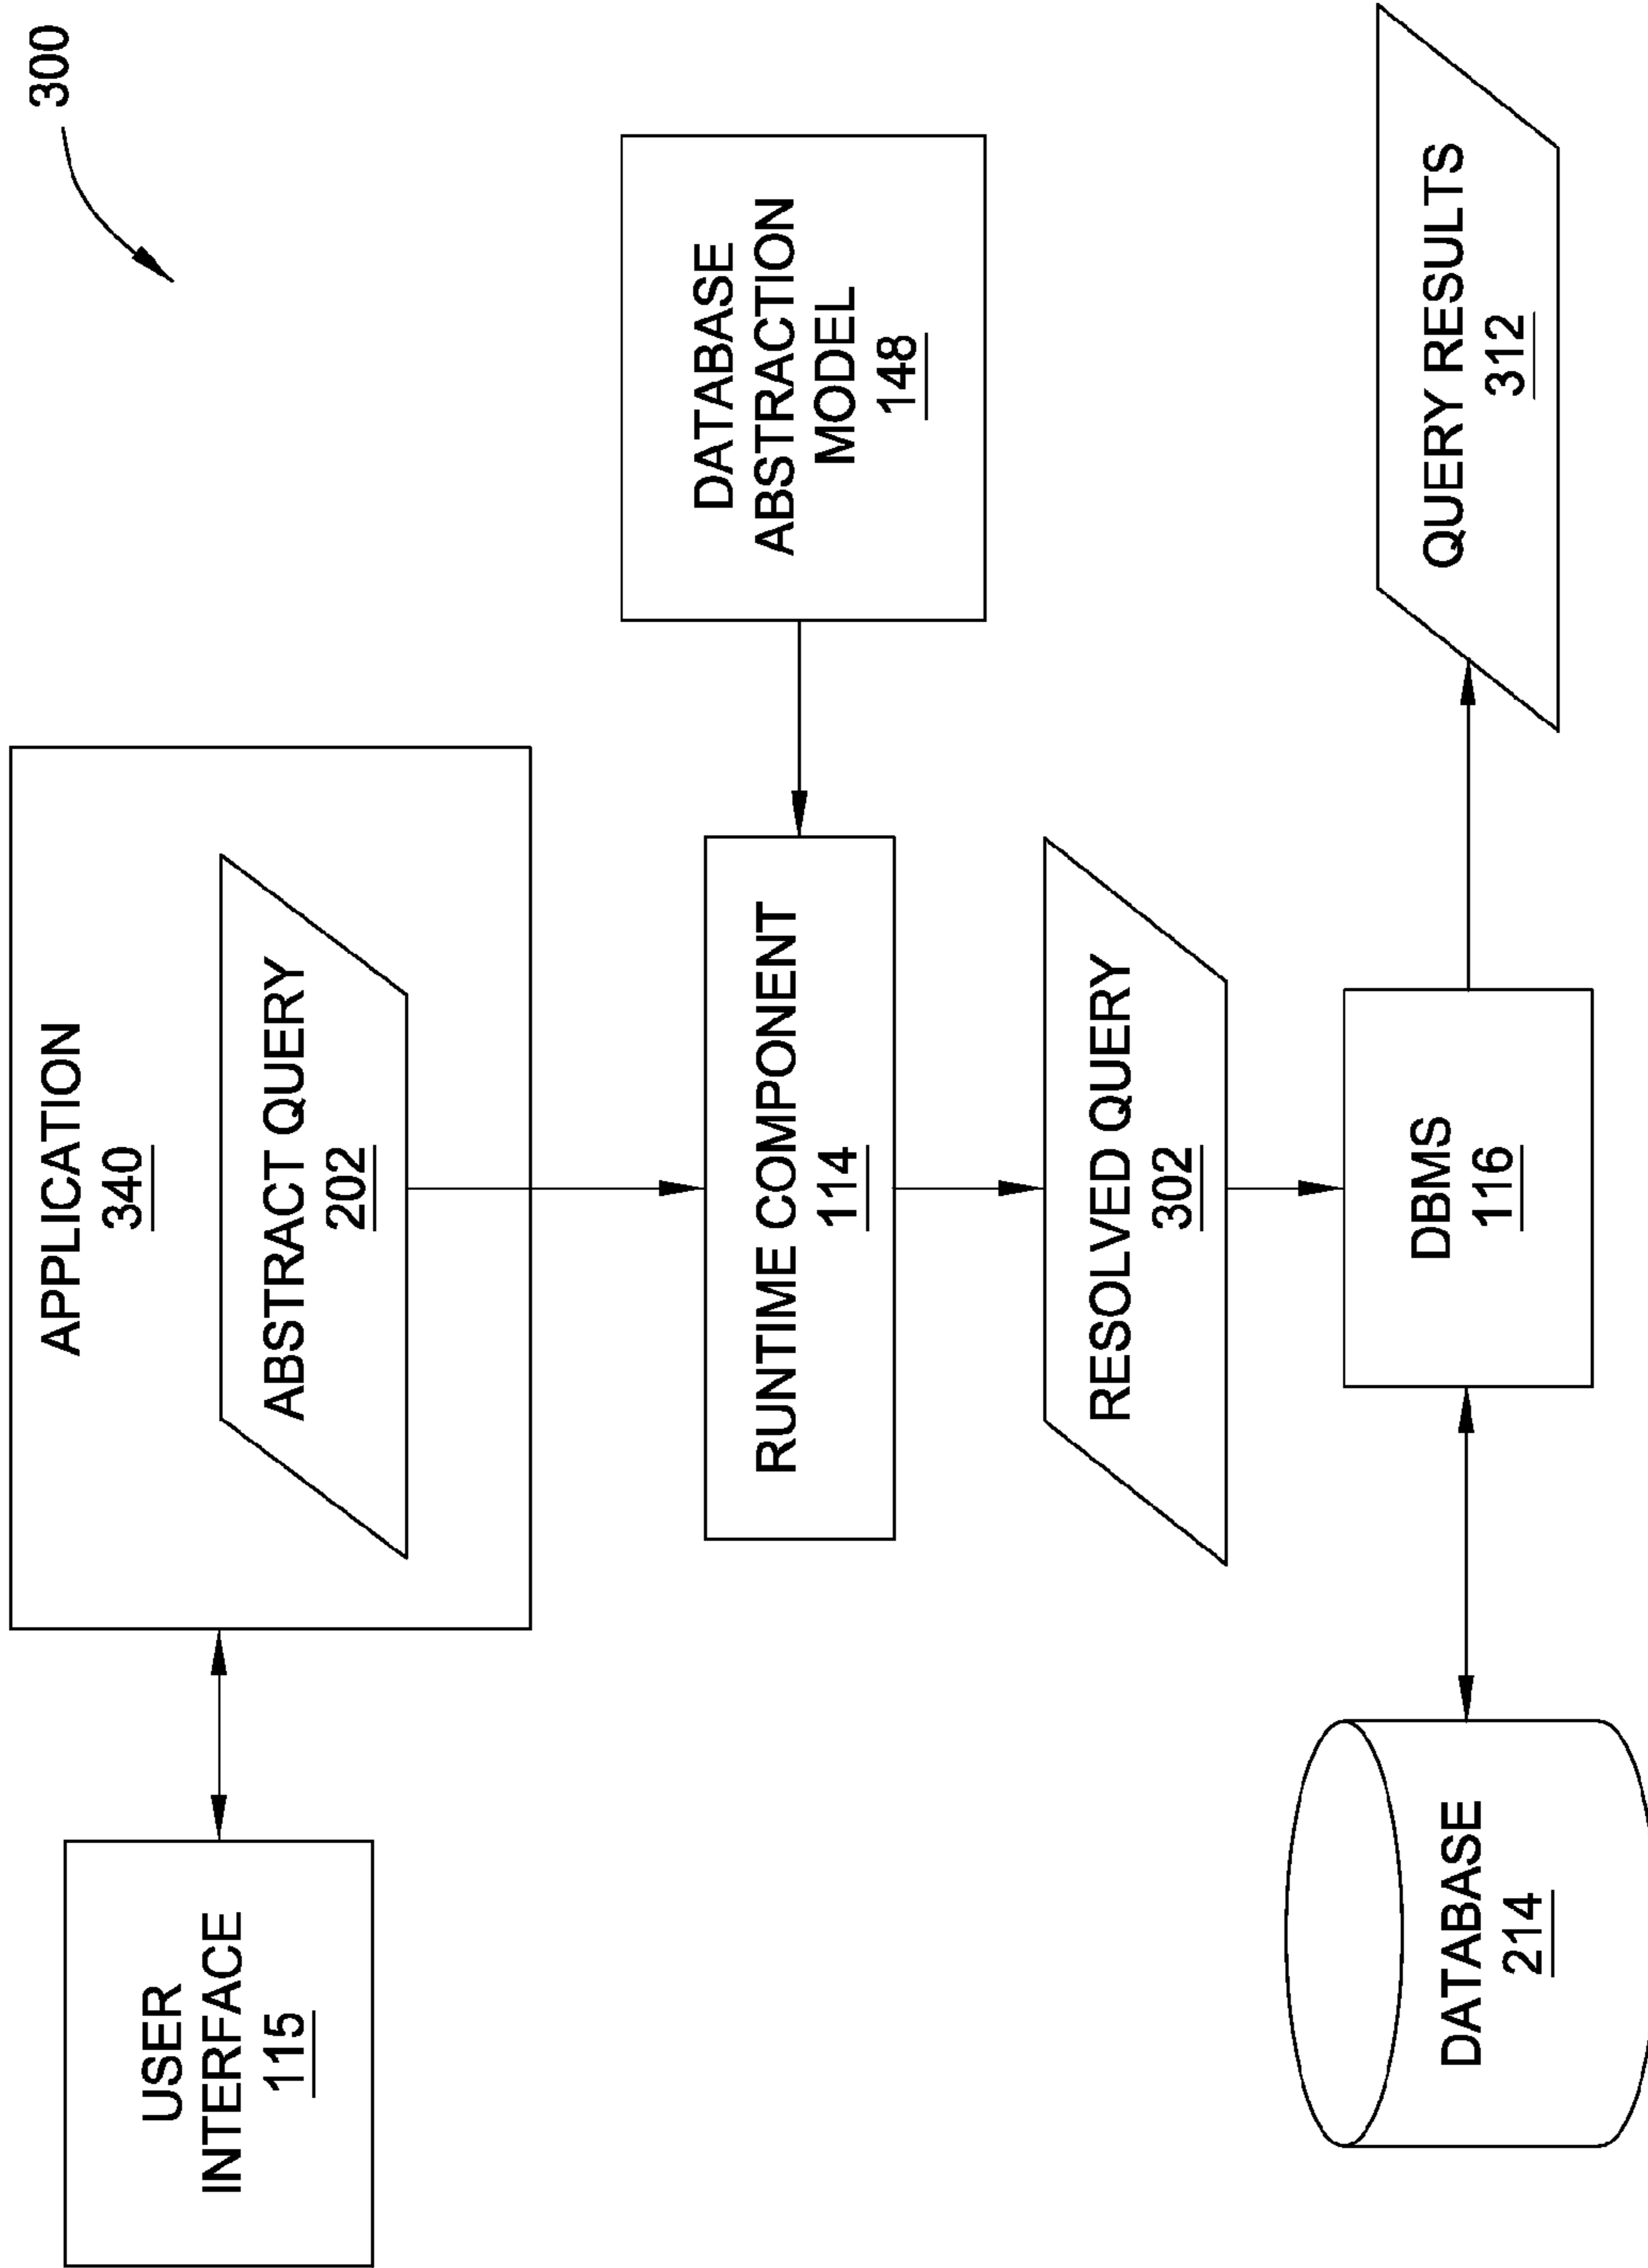 300
USER
INTERFACE
115
APPLICATION
340
ABSTRACT QUERY
202
RUNTIME COMPONENT
114
DATABASE
ABSTRACTION
MODEL
148
RESOLVED QUERY
302
DATABASE
214
DBMS
116
QUERY RESULTS
312